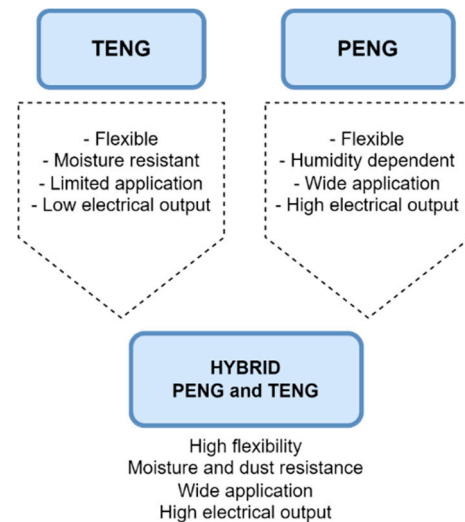 TENG
- Flexible
- Moisture resistant
- Limited application
- Low electrical output
PENG
- Flexible
- Humidity dependent
- Wide application
- High electrical output
HYBRID
PENG and TENG
High flexibility
Moisture and dust resistance
Wide application
High electrical output